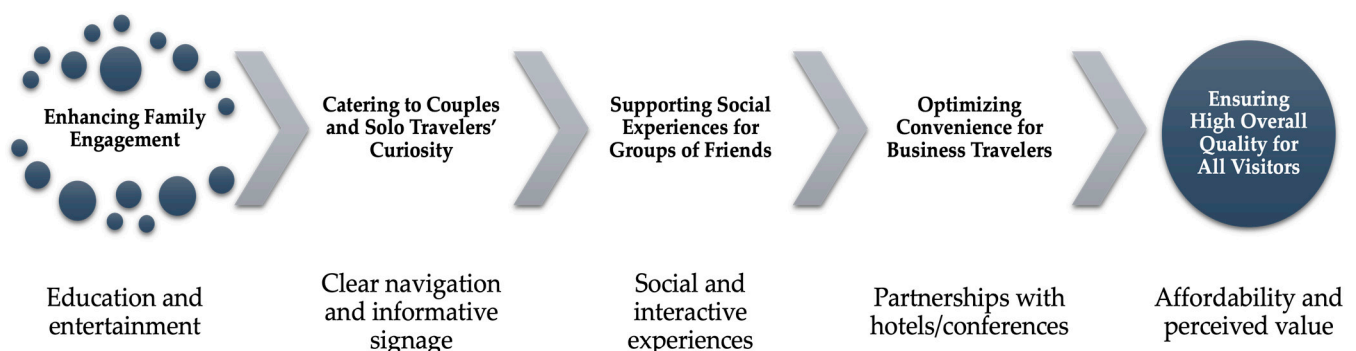 Enhancing Family
Engagement
Catering to Couples
and Solo Travelers’
Curiosity
Supporting Social
Experiences for
Groups of Friends
Optimizing
Convenience for
Business Travelers
Ensuring
High Overall
Quality for
All Visitors
Education and
entertainment
Clear navigation
and informative
signage
Social and
interactive
experiences
Partnerships with
hotels/conferences
Affordability and
perceived value